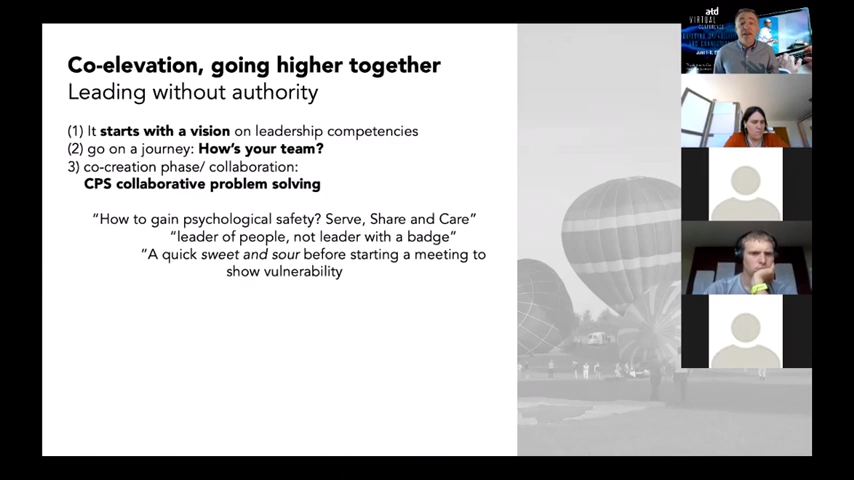 Co-elevation, going higher together
Leading without authority
(1) It starts with a vision on leadership competencies
(2) go on a journey: How's your team?
3) co-creation phase/ collaboration:
CPS collaborative problem solving
“How to gain psychological safety? Serve, Share and Care”
“leader of people, not leader with a badge”
“A quick sweet and sour before starting a meeting to
show vulnerability
atd
VIRTUAL
CONFERENCE